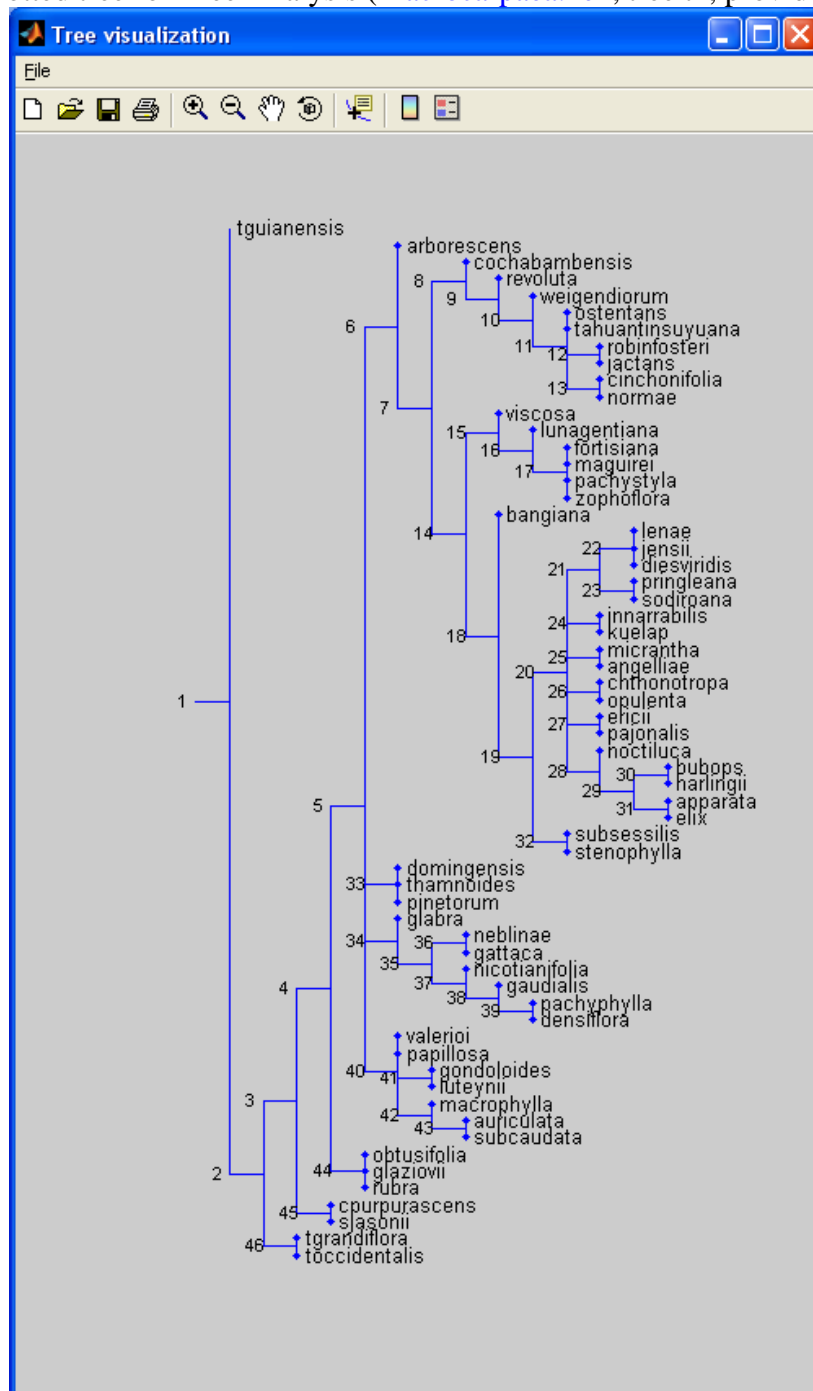 Tree visualization
File
tguianensis
arborescens
cochabambensis
8
revoluta
9
weigendiorum
10
ostentans
6
tahuantinsuyuana
11
robinfosteri
12
jactans
cinchonifolia
13
normae
7
viscosa
lunagentiana
15
fortisiana
16
maguirei
17
pachystyla
zophoflora
bangiana
14
lenae
22
jensii
diesviridis
21
pringleana
23
sodiroana
innarrabilis
24
kuelap
18
micrantha
25
angelliae
20
chthonotropa
26
opulenta
1
ericii
27
pajonalis
noctiluca
19
bubops
28
30
harlingii
29
apparata
5
31
elix
subsessilis
32
stenophylla
domingensis
33
thamnoides
pinetorum
glabra
34
neblinae
36
gattaca
35
nicotianifolia
37
gaudialis
4
38
pachyphylla
39
densiflora
valerioi
papillosa
40
gondoloides
41
luteynii
3
macrophylla
42
auriculata
43
subcaudata
obtusifolia
2
44
glaziovii
rubra
cpurpurascens
45
slasonii
tgrandiflora
46
toccidentalis